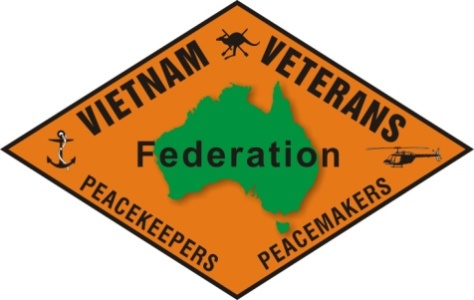 VIETNAM VETERANS
Federation
PEACEKEEPERS PEACEMAKERS